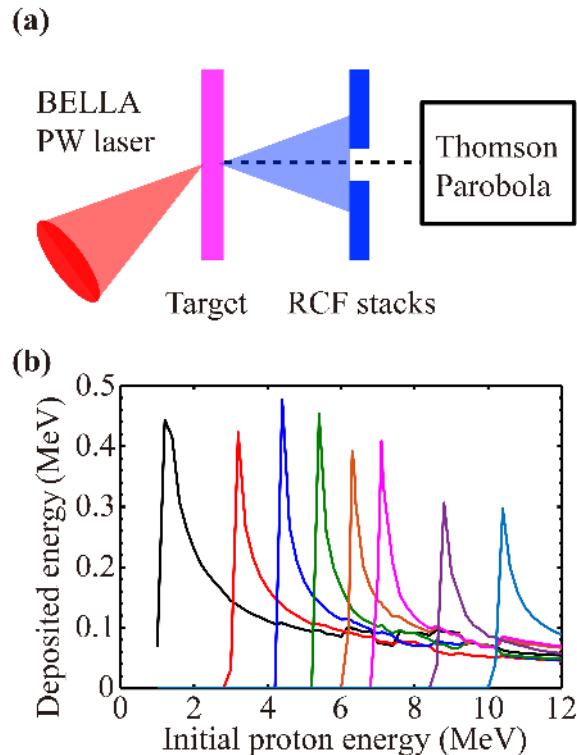 (a)
BELLA
PW laser
Thomson
Parobola
Target
RCF stacks
(b)
Deposited energy (MeV)
0.5
0.4
0.3
0.2
0.1
0
0 2 4 6 8 10 12
Initial proton energy (MeV)